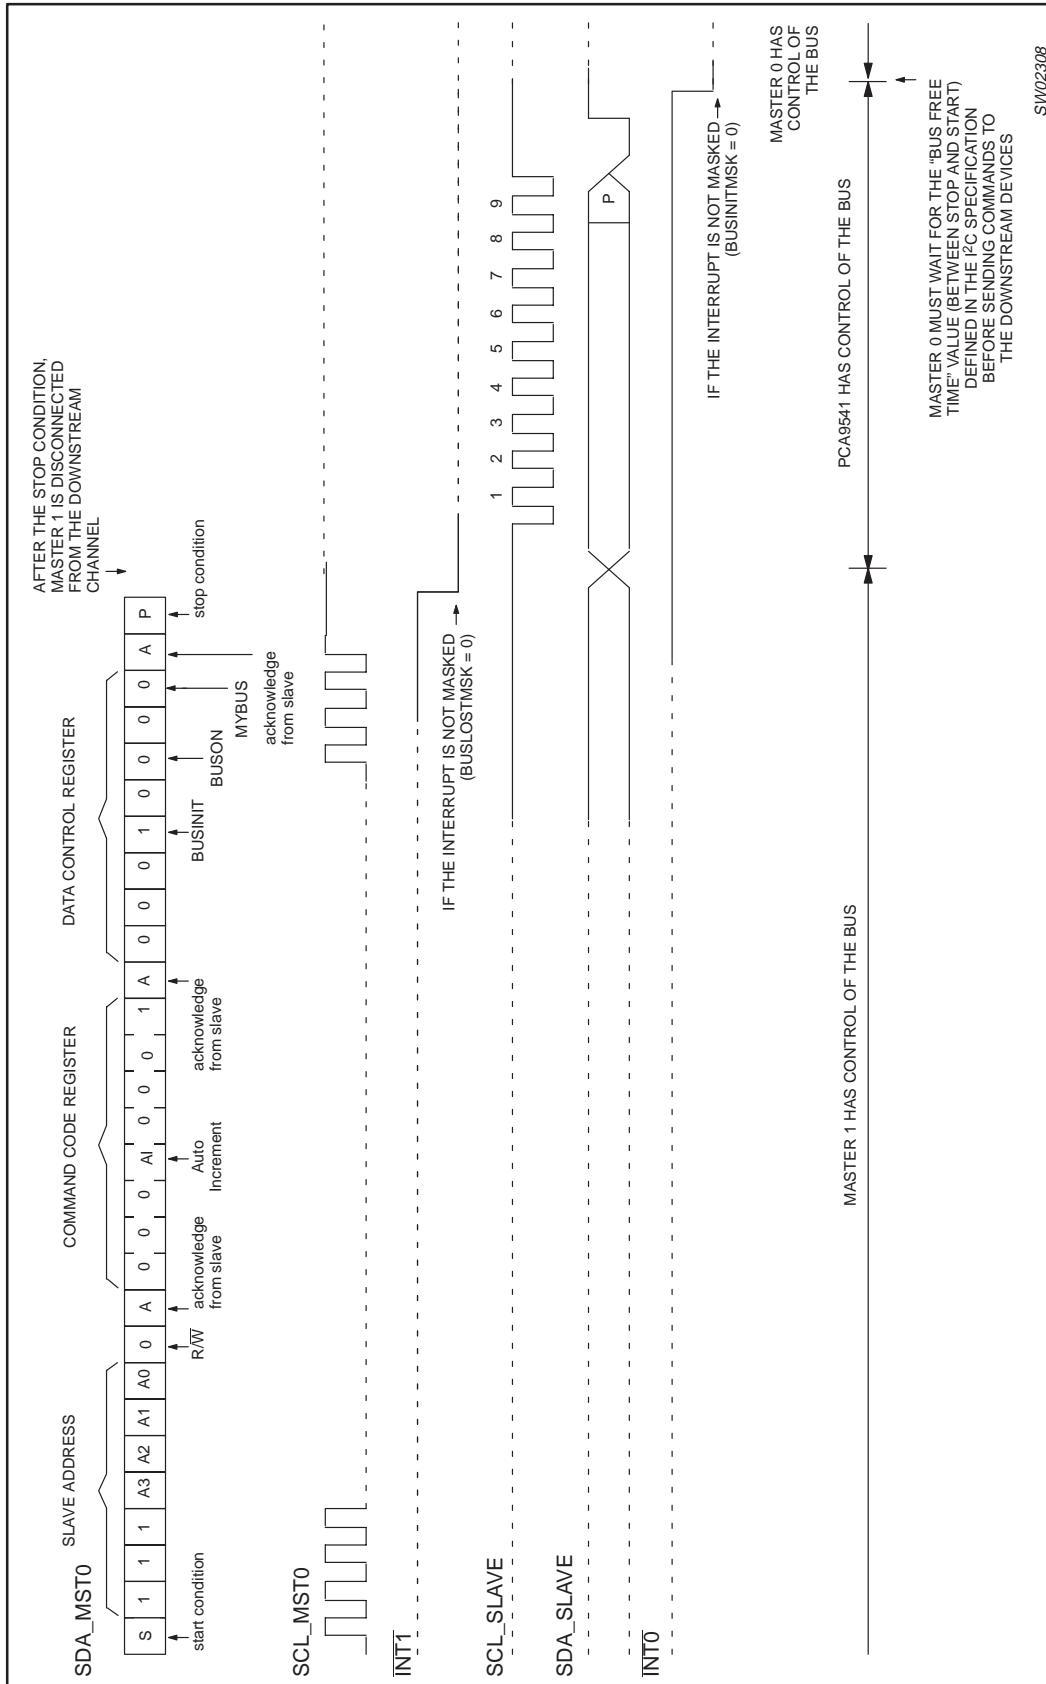 AFTER THE STOP CONDITION,
MASTER 1 IS DISCONNECTED
FROM THE DOWNSTREAM
CHANNEL
SLAVE ADDRESS
COMMAND CODE REGISTER
DATA CONTROL REGISTER
SDA_MST0
S 1 1 1 A3 A2 A1 A0 0 A 0 0 0 AI 0 0 0 1 A 0 0 0 1 0 0 0 0 A P
start condition
R/W
acknowledge
from slave
Auto
Increment
acknowledge
from slave
BUSINIT
BUSON
MYBUS
acknowledge
from slave
stop condition
SCL_MST0
INT1
IF THE INTERRUPT IS NOT MASKED
(BUSLOSTMSK = 0)
1 2 3 4 5 6 7 8 9
SCL_SLAVE
SDA_SLAVE
P
INT0
IF THE INTERRUPT IS NOT MASKED
(BUSINITMSK = 0)
MASTER 0 HAS
CONTROL OF
THE BUS
MASTER 1 HAS CONTROL OF THE BUS
PCA9541 HAS CONTROL OF THE BUS
MASTER 0 MUST WAIT FOR THE “BUS FREE
TIME” VALUE (BETWEEN STOP AND START)
DEFINED IN THE I²C SPECIFICATION
BEFORE SENDING COMMANDS TO
THE DOWNSTREAM DEVICES
SW02308